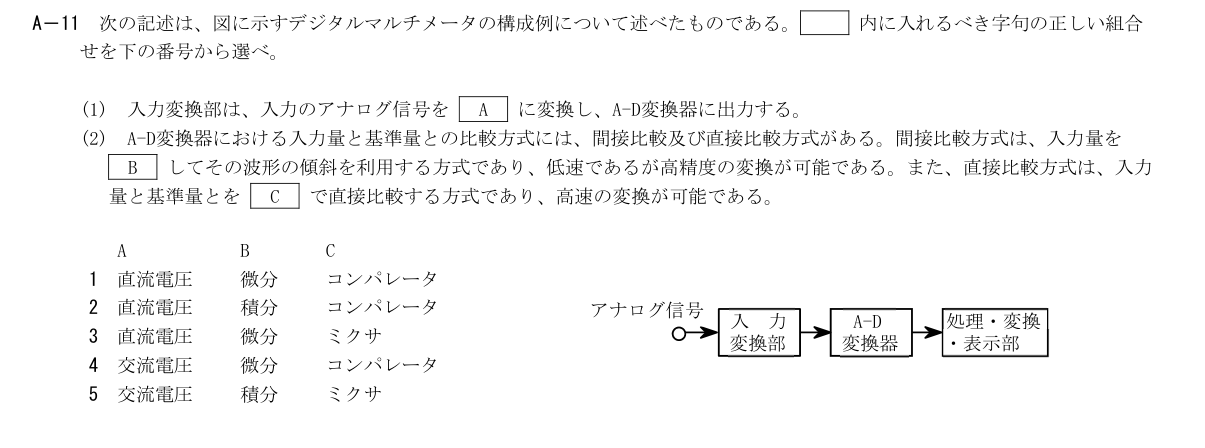 A－11 次の記述は、図に示すデジタルマルチメータの構成例について述べたものである。 内に入れるべき字句の正しい組合
せを下の番号から選べ。
(1) 入力変換部は、入力のアナログ信号を A に変換し、A-D変換器に出力する。
(2) A-D変換器における入力量と基準量との比較方式には、間接比較及び直接比較方式がある。間接比較方式は、入力量を
B してその波形の傾斜を利用する方式であり、低速であるが高精度の変換が可能である。また、直接比較方式は、入力
量と基準量とを C で直接比較する方式であり、高速の変換が可能である。
A B C
1 直流電圧 微分 コンパレータ
2 直流電圧 積分 コンパレータ
3 直流電圧 微分 ミクサ
4 交流電圧 微分 コンパレータ
5 交流電圧 積分 ミクサ
アナログ信号
入 力
変換部
A-D
変換器
処理・変換
・表示部